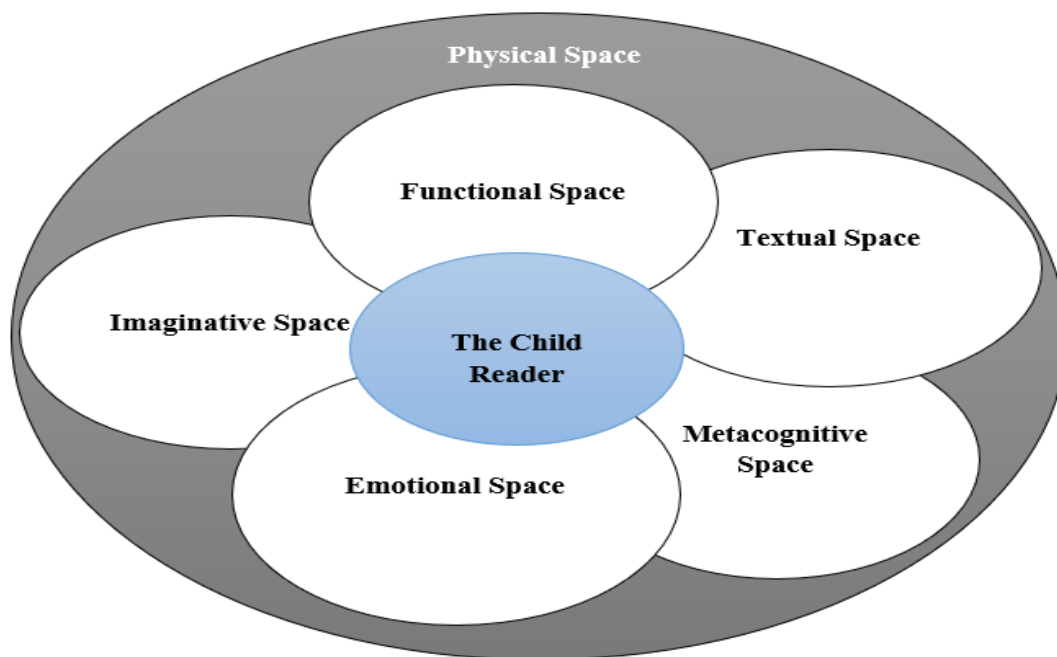 Physical Space
Functional Space
Textual Space
Imaginative Space
The Child
Reader
Metacognitive
Space
Emotional Space